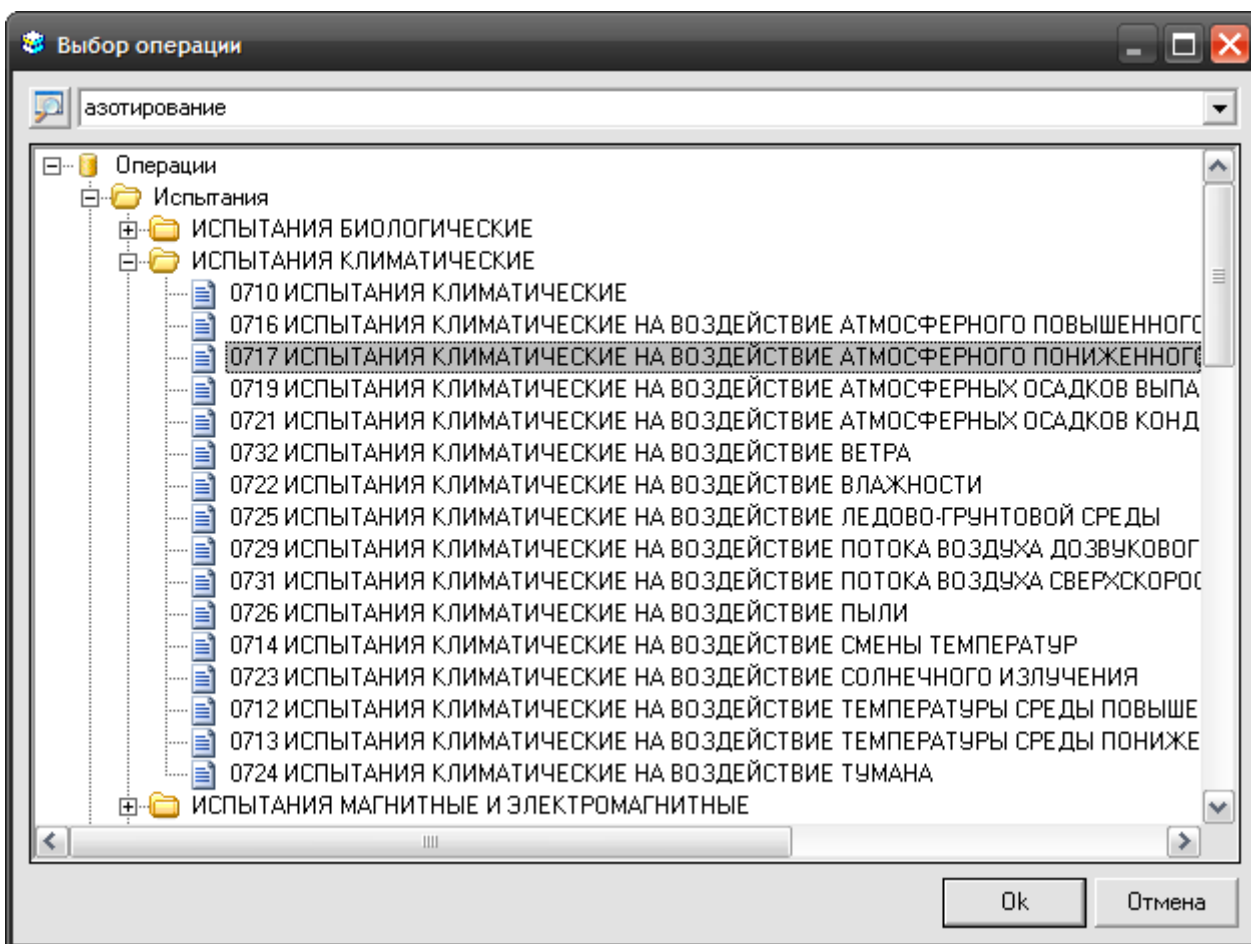 Выбор операции
азотирование
Операции
Испытания
ИСПЫТАНИЯ БИОЛОГИЧЕСКИЕ
ИСПЫТАНИЯ КЛИМАТИЧЕСКИЕ
0710 ИСПЫТАНИЯ КЛИМАТИЧЕСКИЕ
0716 ИСПЫТАНИЯ КЛИМАТИЧЕСКИЕ НА ВОЗДЕЙСТВИЕ АТМОСФЕРНОГО ПОВЫШЕННОГО
0717 ИСПЫТАНИЯ КЛИМАТИЧЕСКИЕ НА ВОЗДЕЙСТВИЕ АТМОСФЕРНОГО ПОНИЖЕННОГО
0719 ИСПЫТАНИЯ КЛИМАТИЧЕСКИЕ НА ВОЗДЕЙСТВИЕ АТМОСФЕРНЫХ ОСАДКОВ ВЫПА
0721 ИСПЫТАНИЯ КЛИМАТИЧЕСКИЕ НА ВОЗДЕЙСТВИЕ АТМОСФЕРНЫХ ОСАДКОВ КОНД
0732 ИСПЫТАНИЯ КЛИМАТИЧЕСКИЕ НА ВОЗДЕЙСТВИЕ ВЕТРА
0722 ИСПЫТАНИЯ КЛИМАТИЧЕСКИЕ НА ВОЗДЕЙСТВИЕ ВЛАЖНОСТИ
0725 ИСПЫТАНИЯ КЛИМАТИЧЕСКИЕ НА ВОЗДЕЙСТВИЕ ЛЕДОВО-ГРУНТОВОЙ СРЕДЫ
0729 ИСПЫТАНИЯ КЛИМАТИЧЕСКИЕ НА ВОЗДЕЙСТВИЕ ПОТОКА ВОЗДУХА ДОЗВУКОВОГ
0731 ИСПЫТАНИЯ КЛИМАТИЧЕСКИЕ НА ВОЗДЕЙСТВИЕ ПОТОКА ВОЗДУХА СВЕРХСКОРОС
0726 ИСПЫТАНИЯ КЛИМАТИЧЕСКИЕ НА ВОЗДЕЙСТВИЕ ПЫЛИ
0714 ИСПЫТАНИЯ КЛИМАТИЧЕСКИЕ НА ВОЗДЕЙСТВИЕ СМЕНЫ ТЕМПЕРАТУР
0723 ИСПЫТАНИЯ КЛИМАТИЧЕСКИЕ НА ВОЗДЕЙСТВИЕ СОЛНЕЧНОГО ИЗЛУЧЕНИЯ
0712 ИСПЫТАНИЯ КЛИМАТИЧЕСКИЕ НА ВОЗДЕЙСТВИЕ ТЕМПЕРАТУРЫ СРЕДЫ ПОВЫШЕ
0713 ИСПЫТАНИЯ КЛИМАТИЧЕСКИЕ НА ВОЗДЕЙСТВИЕ ТЕМПЕРАТУРЫ СРЕДЫ ПОНИЖЕ
0724 ИСПЫТАНИЯ КЛИМАТИЧЕСКИЕ НА ВОЗДЕЙСТВИЕ ТУМАНА
ИСПЫТАНИЯ МАГНИТНЫЕ И ЭЛЕКТРОМАГНИТНЫЕ
Ok
Отмена